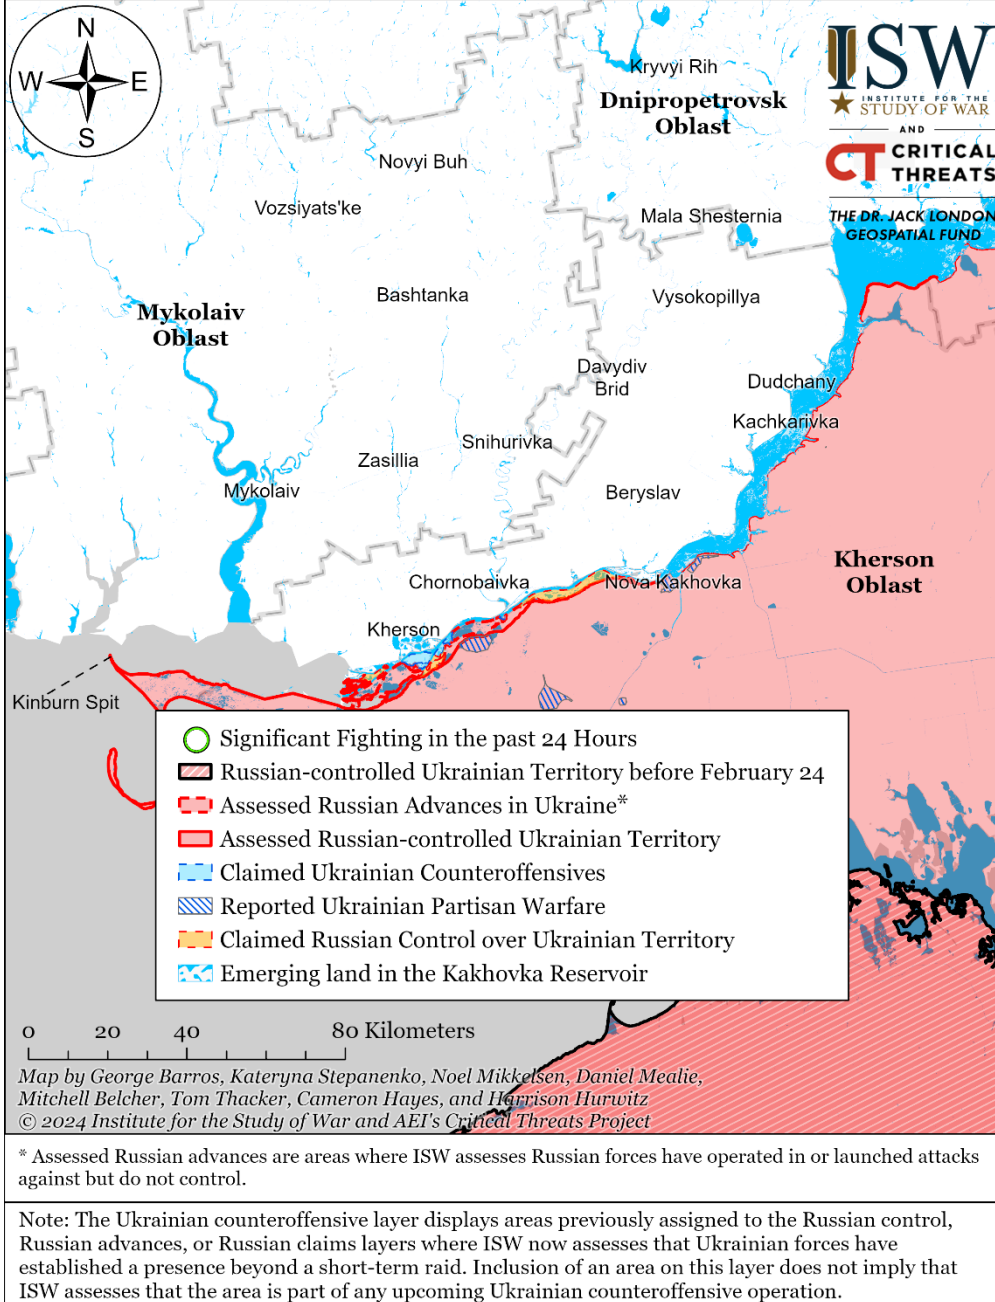 N
W
E
S
ISW
INSTITUTE FOR THE
STUDY OF WAR
AND
CT CRITICAL
THREATS
THE DR. JACK LONDON
GEOSPATIAL FUND
Kryvyi Rih
Dnipropetrovsk
Oblast
Novyi Buh
Vozsiyats'ke
Mala Shesternia
Bashtanka
Vysokopillya
Mykolaiv
Oblast
Davydiv
Brid
Dudchany
Kachkarivka
Snihurivka
Zasillia
Mykolaiv
Beryslav
Kherson
Oblast
Chornobaivka
Nova Kakhovka
Kherson
Kinburn Spit
Significant Fighting in the past 24 Hours
Russian-controlled Ukrainian Territory before February 24
Assessed Russian Advances in Ukraine*
Assessed Russian-controlled Ukrainian Territory
Claimed Ukrainian Counteroffensives
Reported Ukrainian Partisan Warfare
Claimed Russian Control over Ukrainian Territory
Emerging land in the Kakhovka Reservoir
0 20 40 80 Kilometers
Map by George Barros, Kateryna Stepanenko, Noel Mikkelsen, Daniel Mealie,
Mitchell Belcher, Tom Thacker, Cameron Hayes, and Harrison Hurwitz
© 2024 Institute for the Study of War and AEI's Critical Threats Project
* Assessed Russian advances are areas where ISW assesses Russian forces have operated in or launched attacks
against but do not control.
Note: The Ukrainian counteroffensive layer displays areas previously assigned to the Russian control,
Russian advances, or Russian claims layers where ISW now assesses that Ukrainian forces have
established a presence beyond a short-term raid. Inclusion of an area on this layer does not imply that
ISW assesses that the area is part of any upcoming Ukrainian counteroffensive operation.